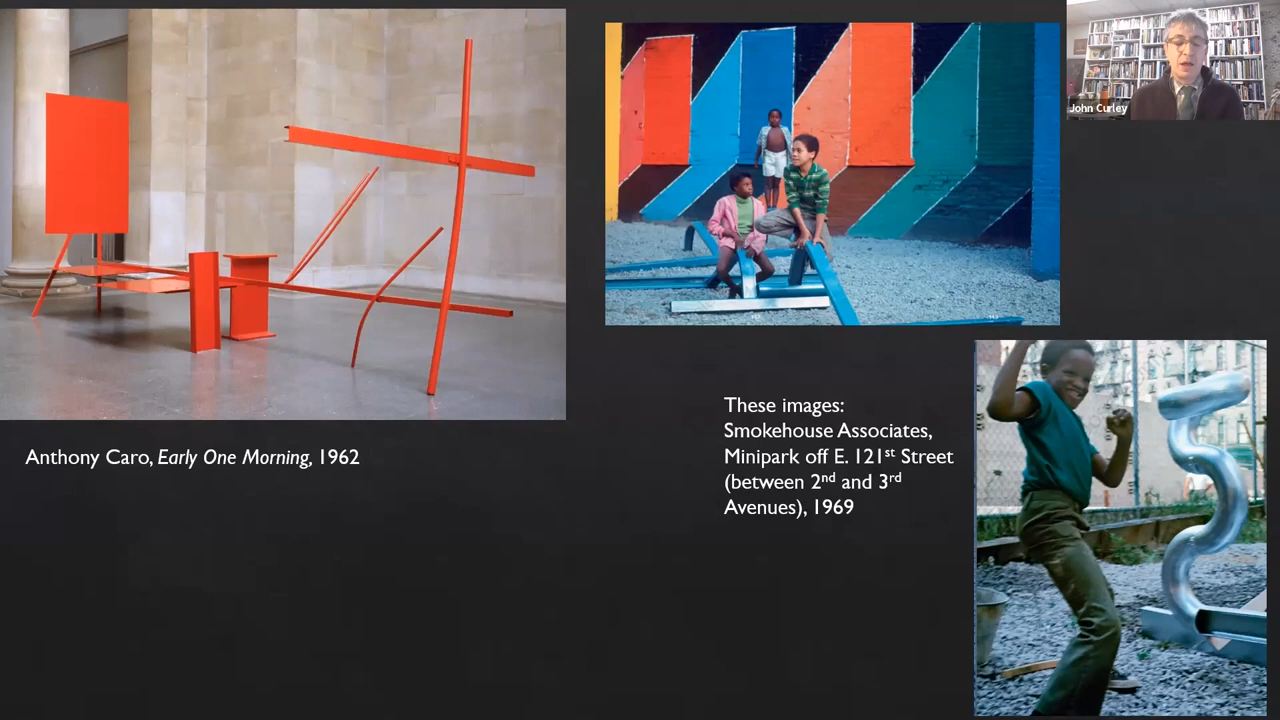 John Curley
Anthony Caro, Early One Morning, 1962
These images:
Smokehouse Associates,
Minipark off E. 121st Street
(between 2nd and 3rd
Avenues), 1969